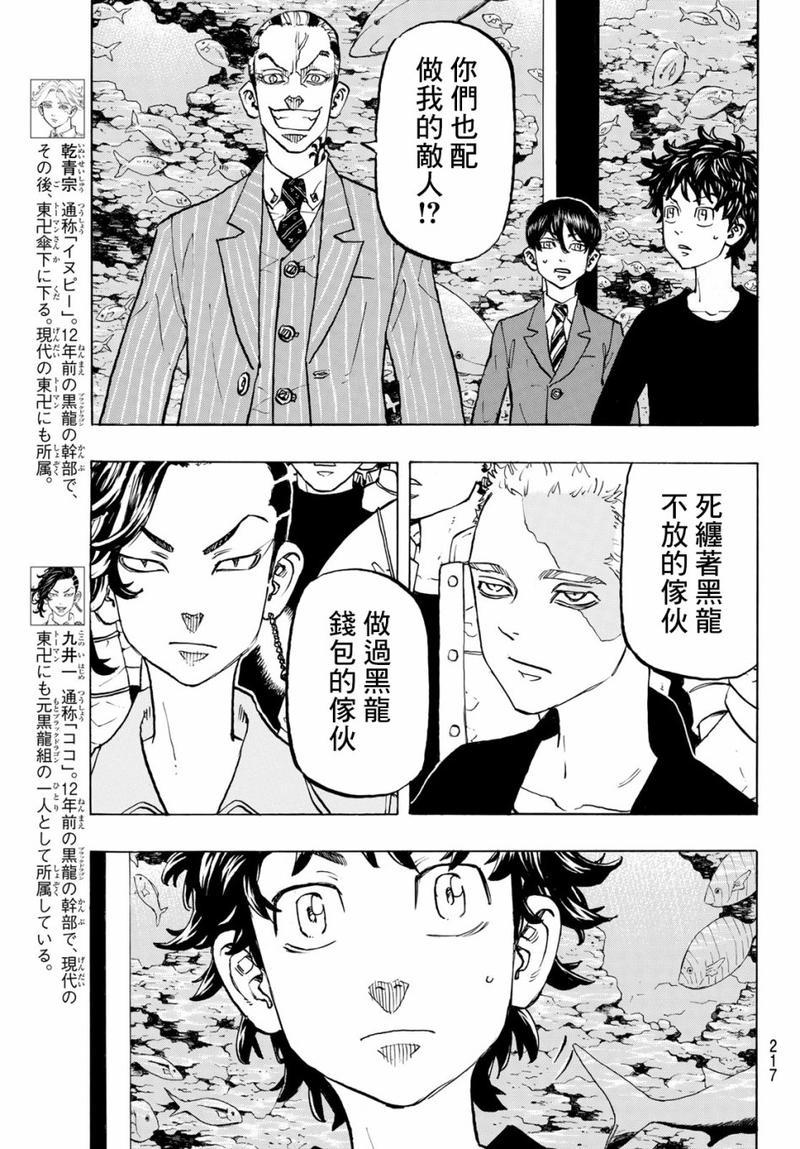 你們也配
做我的敵人!?
死纏著黑龍
不放的傢伙
做過黑龍
錢包的傢伙
乾青宗 通称「イヌピー」。12年前の黒龍の幹部で、
その後、東卍傘下に下る。現代の東卍にも所属。
九井一 通称「ココ」。12年前の黒龍の幹部で、現代の
東卍にも元黒龍組の一人として所属している。
217